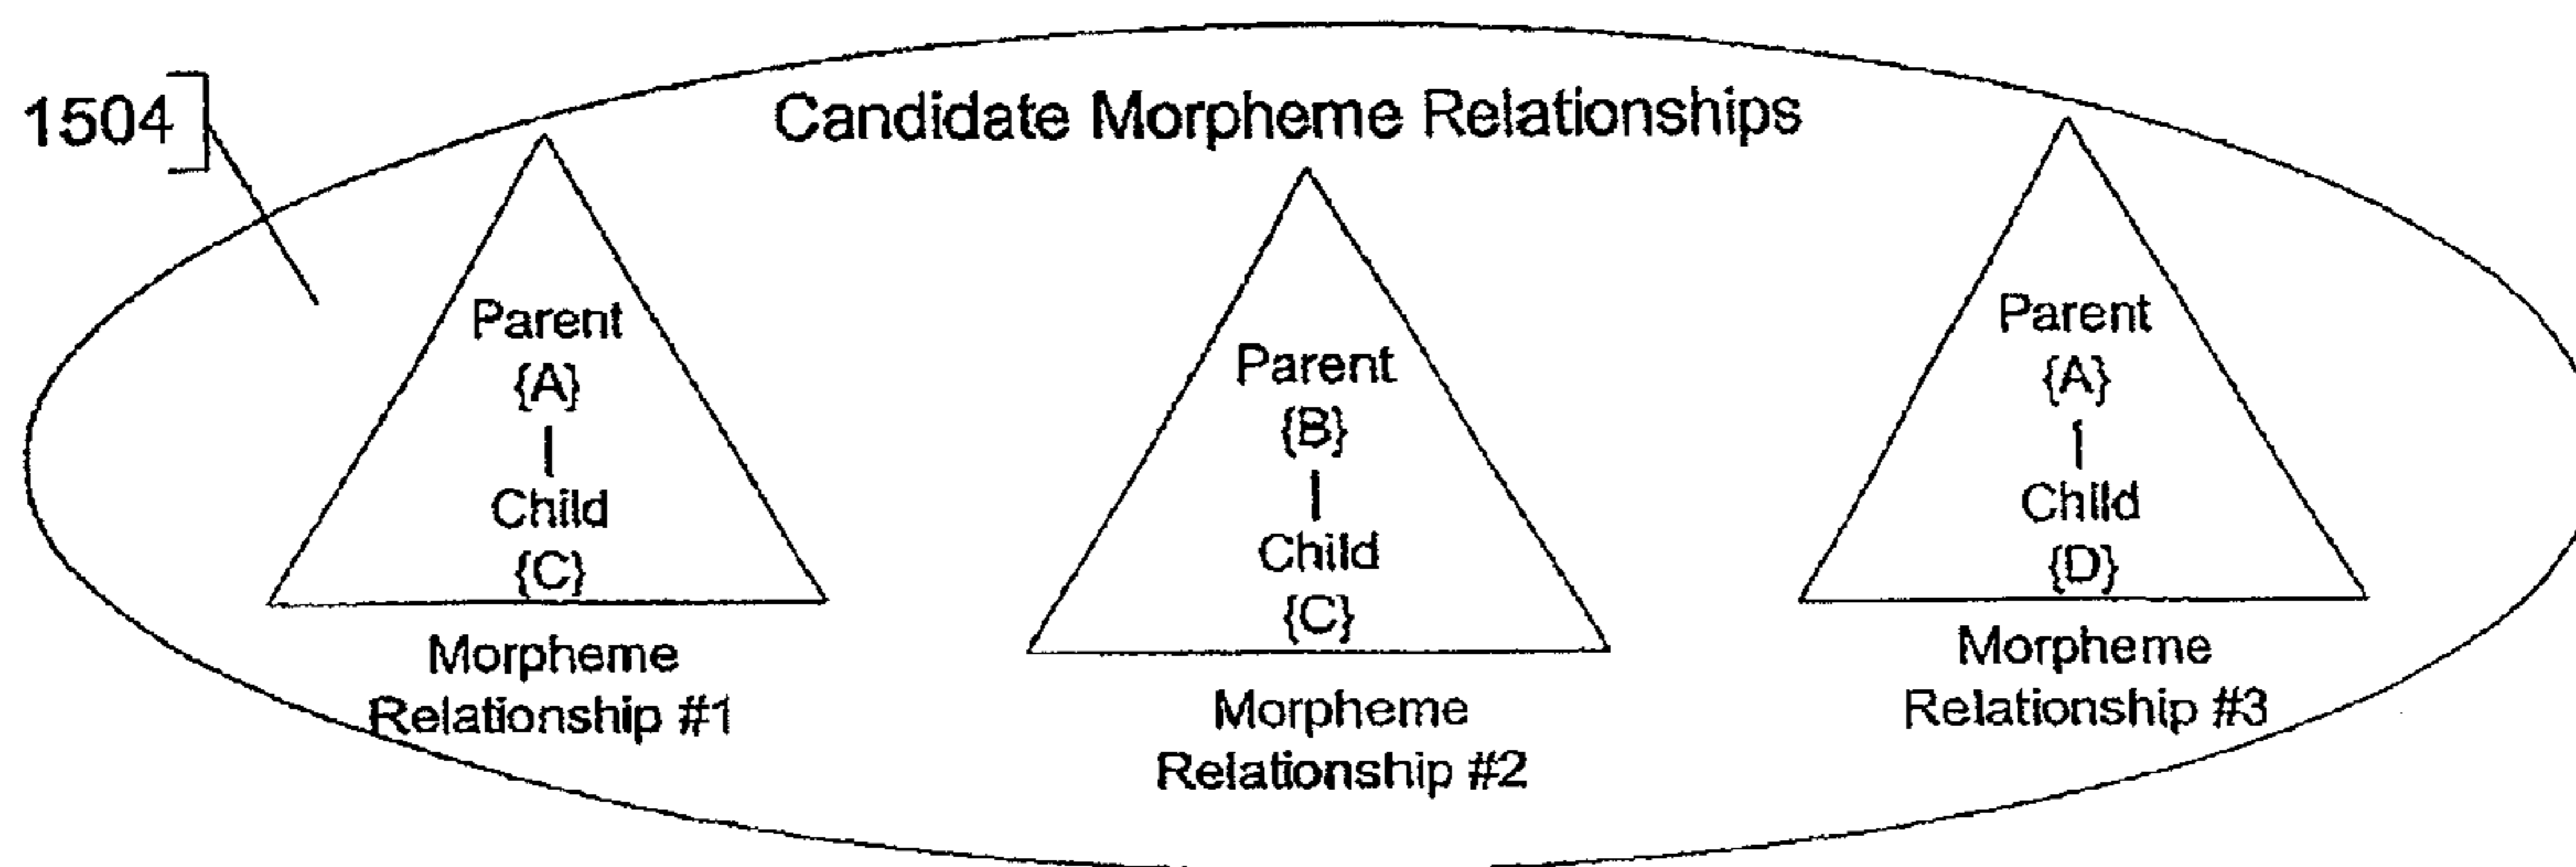 1504
Candidate Morpheme Relationships
Parent
{A}
|
Child
{C}
Morpheme
Relationship #1
Parent
{B}
|
Child
{C}
Morpheme
Relationship #2
Parent
{A}
|
Child
{D}
Morpheme
Relationship #3